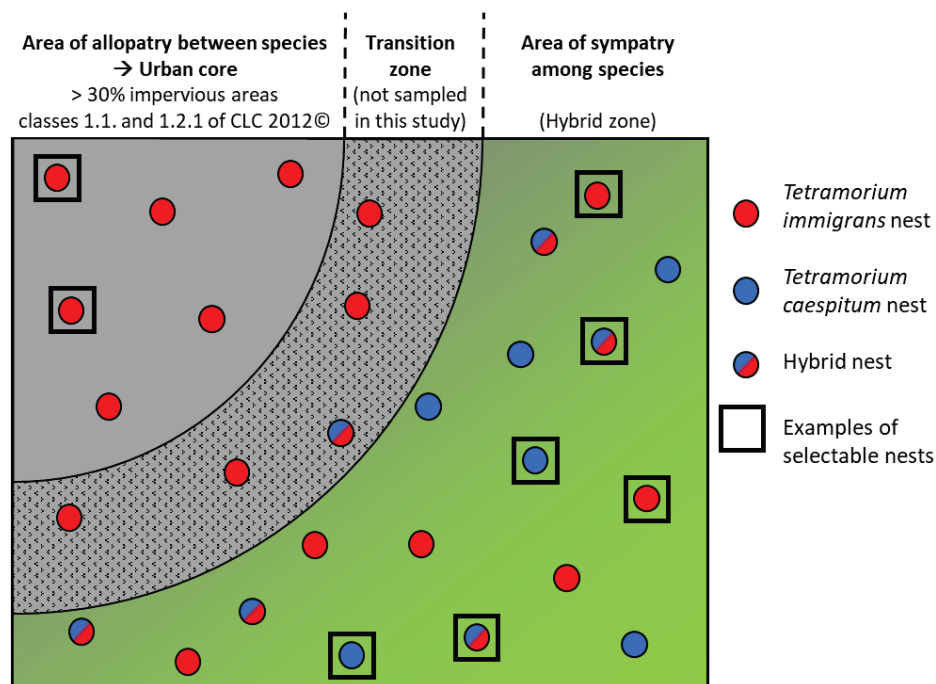 Area of allopatry between species
→ Urban core
> 30% impervious areas
classes 1.1. and 1.2.1 of CLC 2012©
Transition
zone
(not sampled
in this study)
Area of sympatry
among species
(Hybrid zone)
Tetramorium
immigrans nest
Tetramorium
caespitum nest
Hybrid nest
Examples of
selectable nests